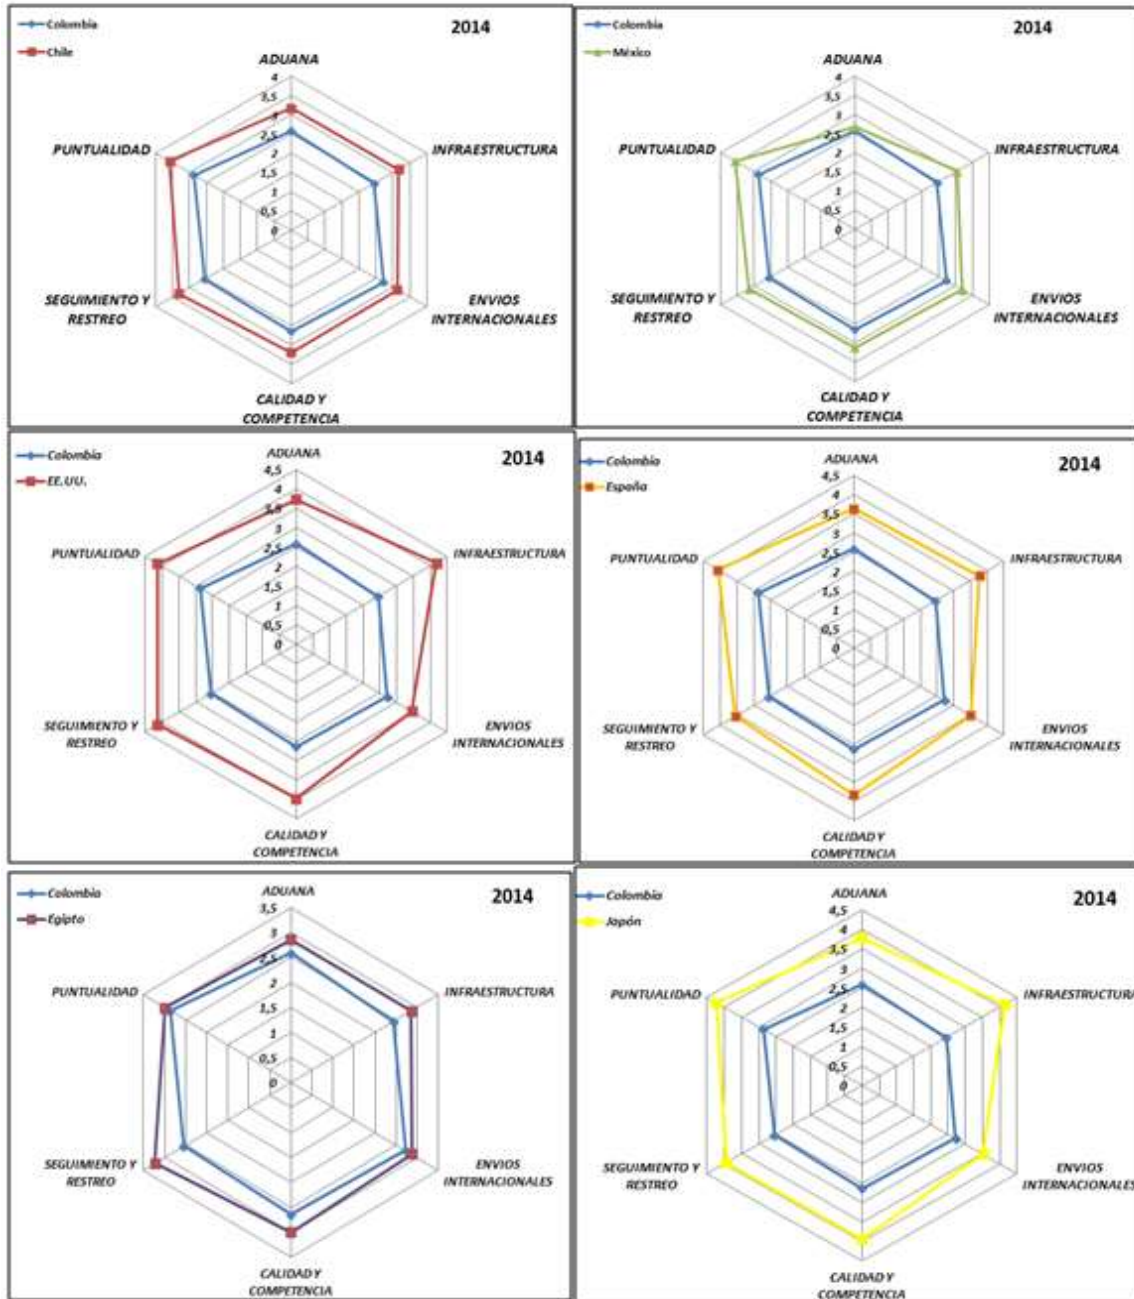 Colombia
Chile
2014
ADUANA
4
3,5
3
2,5
2
1,5
1
0,5
0
PUNTUALIDAD
INFRAESTRUCTURA
SEGUIMIENTO Y
RESTREO
ENVIOS
INTERNACIONALES
CALIDAD Y
COMPETENCIA
Colombia
México
2014
ADUANA
4
3,5
3
2,5
2
1,5
1
0,5
0
PUNTUALIDAD
INFRAESTRUCTURA
SEGUIMIENTO Y
RESTREO
ENVIOS
INTERNACIONALES
CALIDAD Y
COMPETENCIA
Colombia
EE.UU.
2014
ADUANA
4,5
4
3,5
3
2,5
2
1,5
1
0,5
0
PUNTUALIDAD
INFRAESTRUCTURA
SEGUIMIENTO Y
RESTREO
ENVIOS
INTERNACIONALES
CALIDAD Y
COMPETENCIA
Colombia
España
2014
ADUANA
4,5
4
3,5
3
2,5
2
1,5
1
0,5
0
PUNTUALIDAD
INFRAESTRUCTURA
SEGUIMIENTO Y
RESTREO
ENVIOS
INTERNACIONALES
CALIDAD Y
COMPETENCIA
Colombia
Egipto
2014
ADUANA
3,5
3
2,5
2
1,5
1
0,5
0
PUNTUALIDAD
INFRAESTRUCTURA
SEGUIMIENTO Y
RESTREO
ENVIOS
INTERNACIONALES
CALIDAD Y
COMPETENCIA
Colombia
Japón
2014
ADUANA
4,5
4
3,5
3
2,5
2
1,5
1
0,5
0
PUNTUALIDAD
INFRAESTRUCTURA
SEGUIMIENTO Y
RESTREO
ENVIOS
INTERNACIONALES
CALIDAD Y
COMPETENCIA